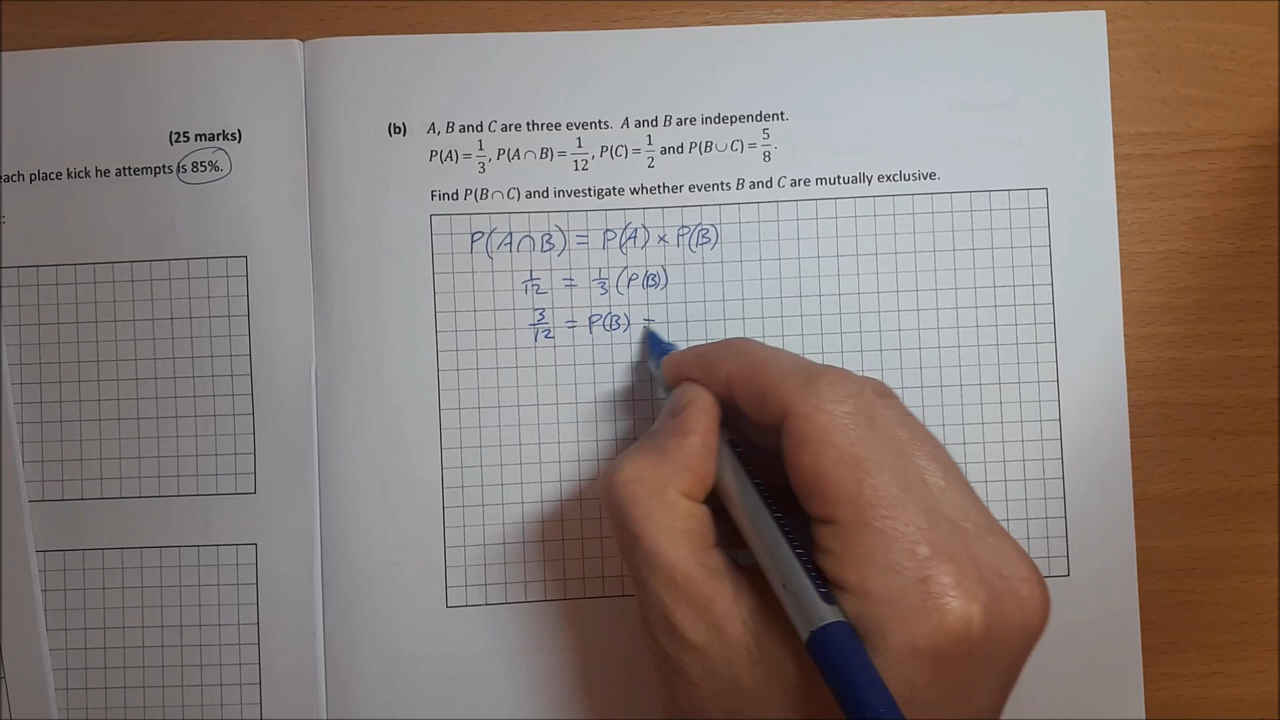 (25 marks)
each place kick he attempts is 85%.
:
(b) A, B and C are three events. A and B are independent.
P(A) = 1/3, P(A ∩ B) = 1/12, P(C) = 1/2 and P(B ∪ C) = 5/8.
Find P(B ∩ C) and investigate whether events B and C are mutually exclusive.
P(A ∩ B) = P(A) × P(B)
1/12 = 1/3 (P(B))
3/12 = P(B) =